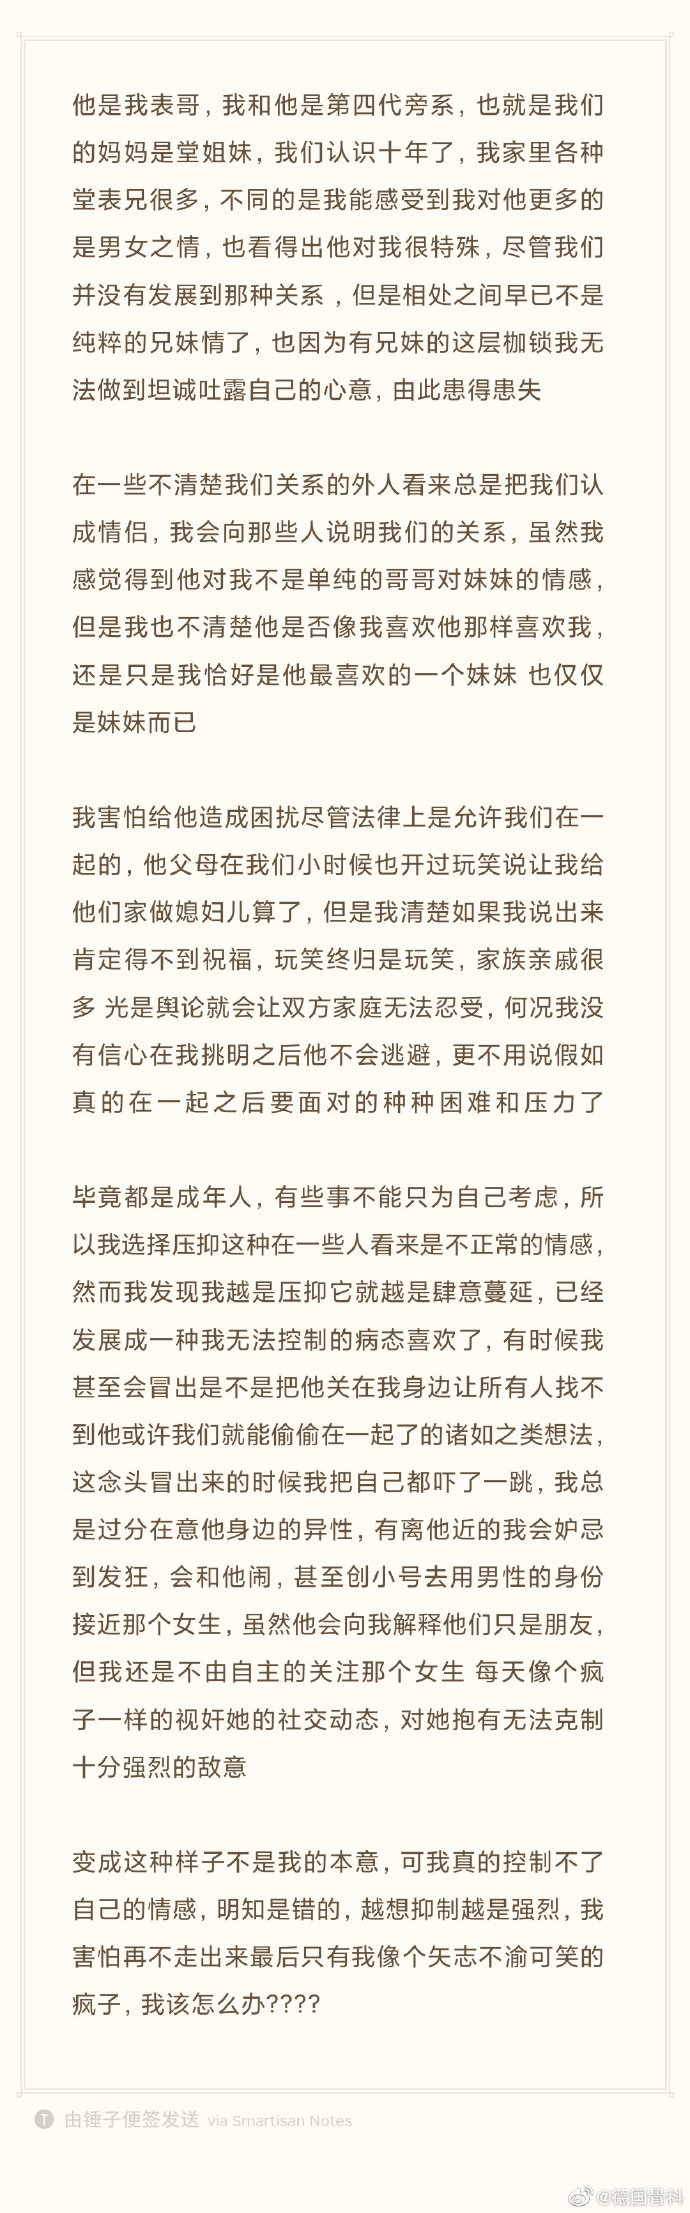 他是我表哥，我和他是第四代旁系，也就是我们
的妈妈是堂姐妹，我们认识十年了，我家里各种
堂表兄很多，不同的是我能感受到我对他更多的
是男女之情，也看得出他对我很特殊，尽管我们
并没有发展到那种关系 ，但是相处之间早已不是
纯粹的兄妹情了，也因为有兄妹的这层枷锁我无
法做到坦诚吐露自己的心意，由此患得患失
在一些不清楚我们关系的外人看来总是把我们认
成情侣，我会向那些人说明我们的关系，虽然我
感觉得到他对我不是单纯的哥哥对妹妹的情感，
但是我也不清楚他是否像我喜欢他那样喜欢我，
还是只是我恰好是他最喜欢的一个妹妹 也仅仅
是妹妹而已
我害怕给他造成困扰尽管法律上是允许我们在一
起的，他父母在我们小时候也开过玩笑说让我给
他们家做媳妇儿算了，但是我清楚如果我说出来
肯定得不到祝福，玩笑终归是玩笑，家族亲戚很
多 光是舆论就会让双方家庭无法忍受，何况我没
有信心在我挑明之后他不会逃避，更不用说假如
真的在一起之后要面对的种种困难和压力了
毕竟都是成年人，有些事不能只为自己考虑，所
以我选择压抑这种在一些人看来是不正常的情感，
然而我发现我越是压抑它就越是肆意蔓延，已经
发展成一种我无法控制的病态喜欢了，有时候我
甚至会冒出是不是把他关在我身边让所有人找不
到他或许我们就能偷偷在一起了的诸如之类想法，
这念头冒出来的时候我把自己都吓了一跳，我总
是过分在意他身边的异性，有离他近的我会妒忌
到发狂，会和他闹，甚至创小号去用男性的身份
接近那个女生，虽然他会向我解释他们只是朋友，
但我还是不由自主的关注那个女生 每天像个疯
子一样的视奸她的社交动态，对她抱有无法克制
十分强烈的敌意
变成这种样子不是我的本意，可我真的控制不了
自己的情感，明知是错的，越想抑制越是强烈，我
害怕再不走出来最后只有我像个矢志不渝可笑的
疯子，我该怎么办????
由锤子便签发送 via Smartisan Notes
@德国骨科